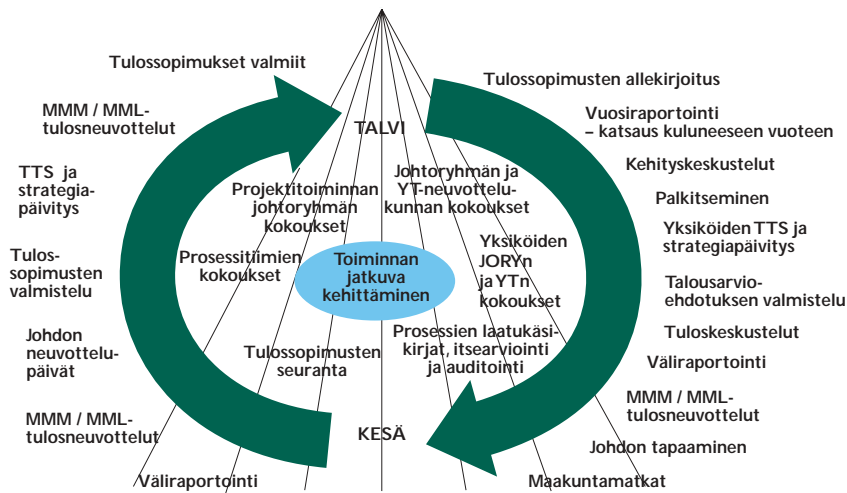 Tulossopimukset valmiit
MMM / MML-
tulosneuvottelut
TTS ja
strategia-
päivitys
Tulos-
sopimusten
valmistelu
Johdon
neuvottelu-
päivät
MMM / MML-
tulosneuvottelut
Väliraportointi
TALVI
Projektitoiminnan
johtoryhmän
kokoukset
Johtoryhmän ja
YT-neuvottelu-
kunnan kokoukset
Prosessitiimien
kokoukset
Toiminnan
jatkuva
kehittäminen
Yksiköiden
JORYn
ja YTn
kokoukset
Tulossopimusten
seuranta
Prosessien laatukäsi-
kirjat, itsearviointi
ja auditointi
KESÄ
Tulossopimusten allekirjoitus
Vuosiraportointi
– katsaus kuluneeseen vuoteen
Kehityskeskustelut
Palkitseminen
Yksiköiden TTS ja
strategiapäivitys
Talousarvio-
ehdotuksen valmistelu
Tuloskeskustelut
Väliraportointi
MMM / MML-
tulosneuvottelut
Johdon tapaaminen
Maakuntamatkat